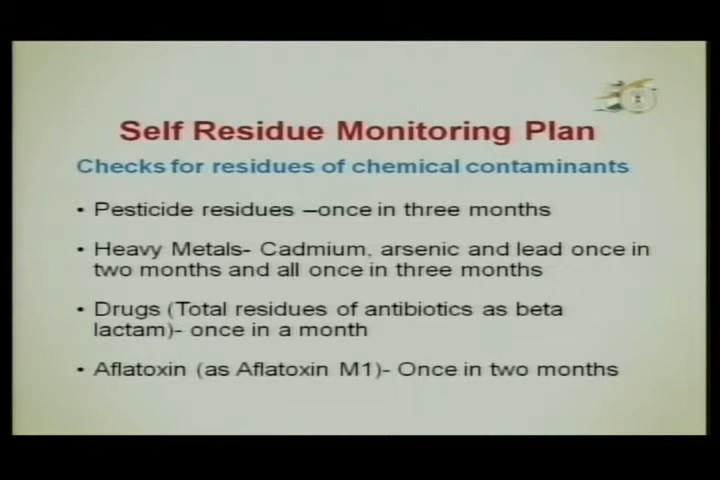 Self Residue Monitoring Plan
Checks for residues of chemical contaminants
• Pesticide residues –once in three months
• Heavy Metals- Cadmium, arsenic and lead once in
two months and all once in three months
• Drugs (Total residues of antibiotics as beta
lactam)- once in a month
• Aflatoxin (as Aflatoxin M1)- Once in two months